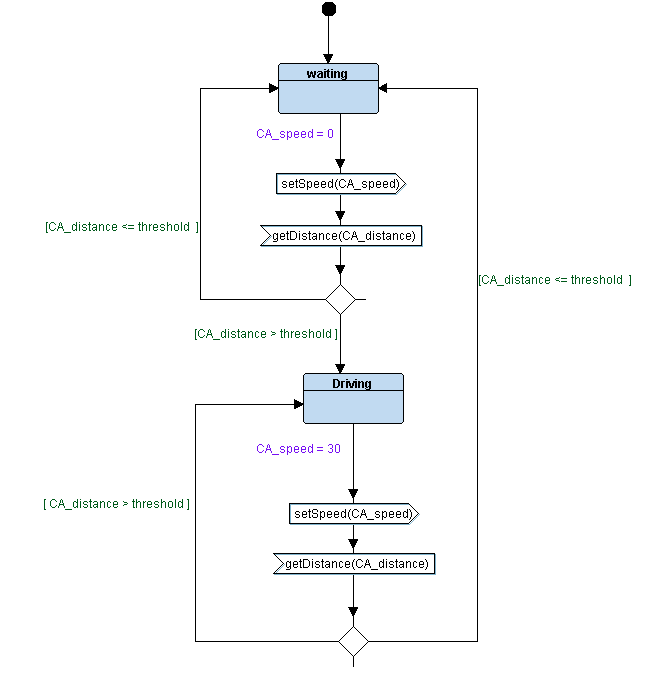 waiting
CA_speed = 0
setSpeed(CA_speed)
[CA_distance <= threshold ]
getDistance(CA_distance)
[CA_distance <= threshold ]
[CA_distance > threshold ]
Driving
CA_speed = 30
[ CA_distance > threshold ]
setSpeed(CA_speed)
getDistance(CA_distance)